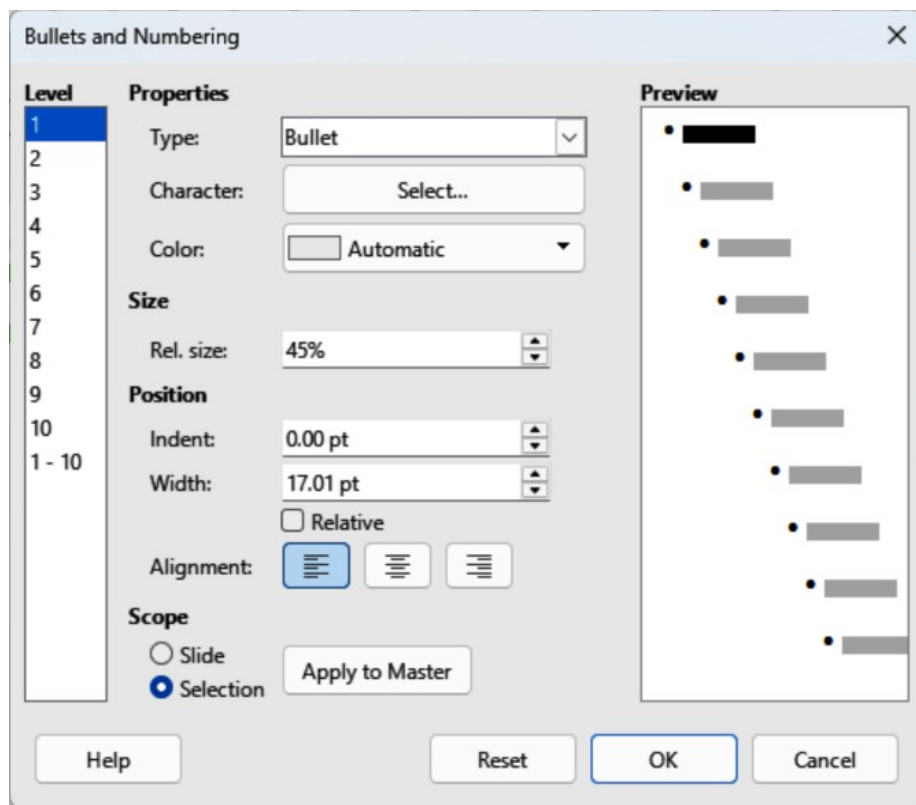 Bullets and Numbering
Level
1
2
3
4
5
6
7
8
9
10
1 - 10
Properties
Type: Bullet
Character: Select...
Color: Automatic
Size
Rel. size: 45%
Position
Indent: 0.00 pt
Width: 17.01 pt
Relative
Alignment:
Scope
Slide
Selection
Apply to Master
Preview
Help Reset OK Cancel